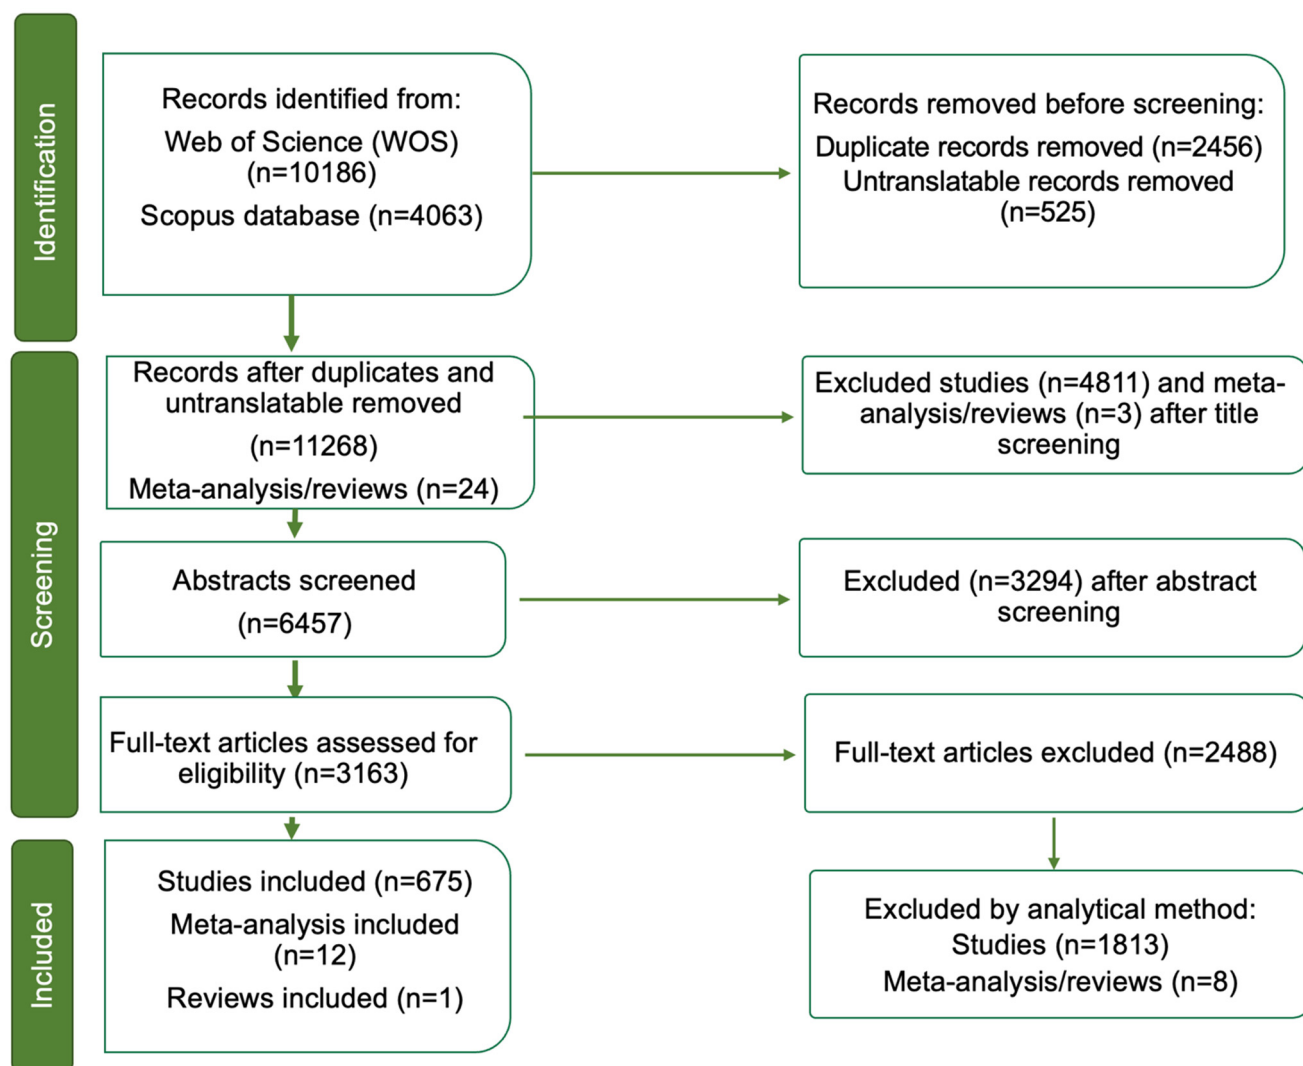 Identification
Records identified from:
Web of Science (WOS)
(n=10186)
Scopus database (n=4063)
Records removed before screening:
Duplicate records removed (n=2456)
Untranslatable records removed
(n=525)
Screening
Records after duplicates and
untranslatable removed
(n=11268)
Meta-analysis/reviews (n=24)
Excluded studies (n=4811) and meta-
analysis/reviews (n=3) after title
screening
Abstracts screened
(n=6457)
Excluded (n=3294) after abstract
screening
Full-text articles assessed for
eligibility (n=3163)
Full-text articles excluded (n=2488)
Included
Studies included (n=675)
Meta-analysis included
(n=12)
Reviews included (n=1)
Excluded by analytical method:
Studies (n=1813)
Meta-analysis/reviews (n=8)